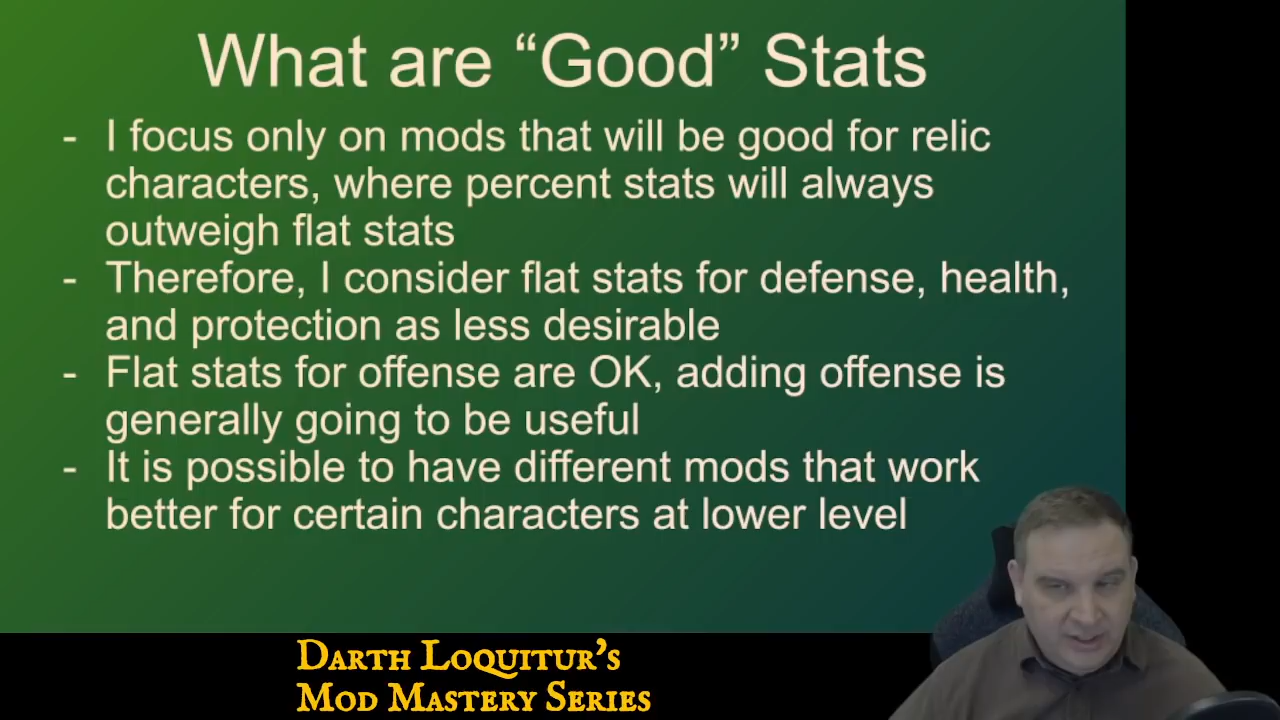 What are “Good” Stats
- I focus only on mods that will be good for relic
characters, where percent stats will always
outweigh flat stats
- Therefore, I consider flat stats for defense, health,
and protection as less desirable
- Flat stats for offense are OK, adding offense is
generally going to be useful
- It is possible to have different mods that work
better for certain characters at lower level
Darth Loquitur's
Mod Mastery Series